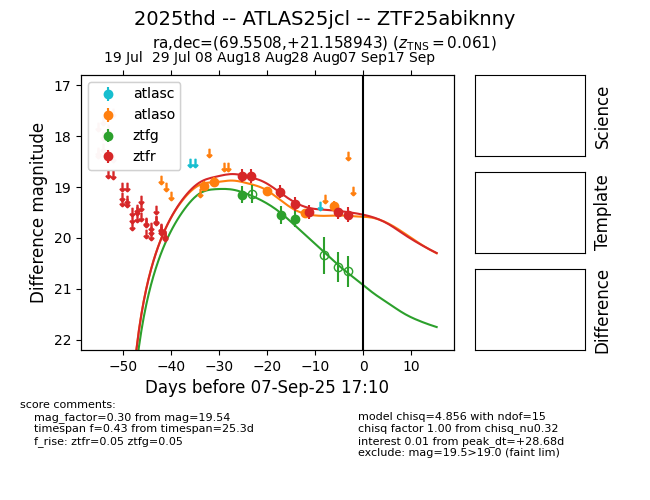 2025thd -- ATLAS25jcl -- ZTF25abiknny
ra,dec=(69.5508,+21.158943) (z_TNS = 0.061)
19 Jul 29 Jul 08 Aug 18 Aug 28 Aug 07 Sep 17 Sep
atlasc
atlaso
ztfg
ztfr
17
18
19
20
21
22
Difference magnitude
−50 −40 −30 −20 −10 0 10
Days before 07-Sep-25 17:10
Science
Template
Difference
score comments:
mag_factor=0.30 from mag=19.54
timespan f=0.43 from timespan=25.3d
f_rise: ztfr=0.05 ztfg=0.05
model chisq=4.856 with ndof=15
chisq factor 1.00 from chisq_nu0.32
interest 0.01 from peak_dt=+28.68d
exclude: mag=19.5>19.0 (faint lim)